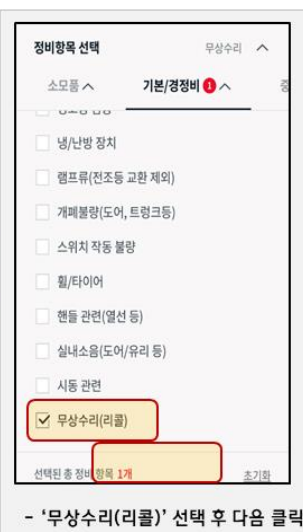 정비항목 선택 무상수리
소모품 기본/경정비 1 중
냉/난방 장치
램프류(전조등 교환 제외)
개폐불량(도어, 트렁크등)
스위치 작동 불량
휠/타이어
핸들 관련(열선 등)
실내소음(도어/유리 등)
시동 관련
무상수리(리콜)
선택된 총 정비 항목 1개 초기화
- ‘무상수리(리콜)’ 선택 후 다음 클릭